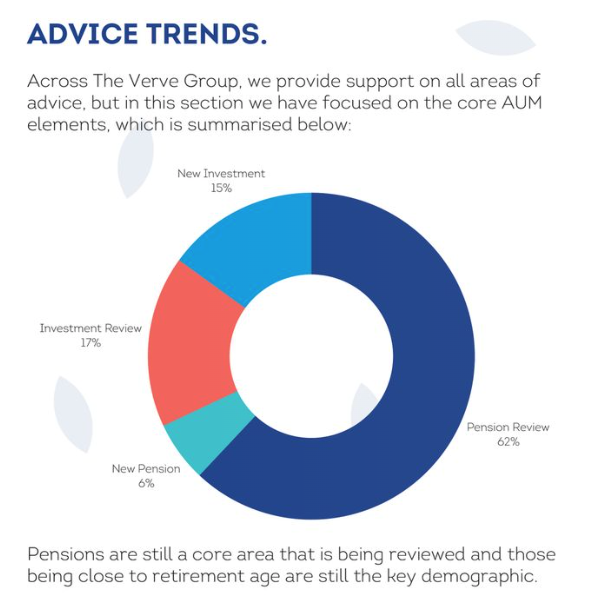 ADVICE TRENDS.
Across The Verve Group, we provide support on all areas of
advice, but in this section we have focused on the core AUM
elements, which is summarised below:
New Investment
15%
Investment Review
17%
Pension Review
62%
New Pension
6%
Pensions are still a core area that is being reviewed and those
being close to retirement age are still the key demographic.